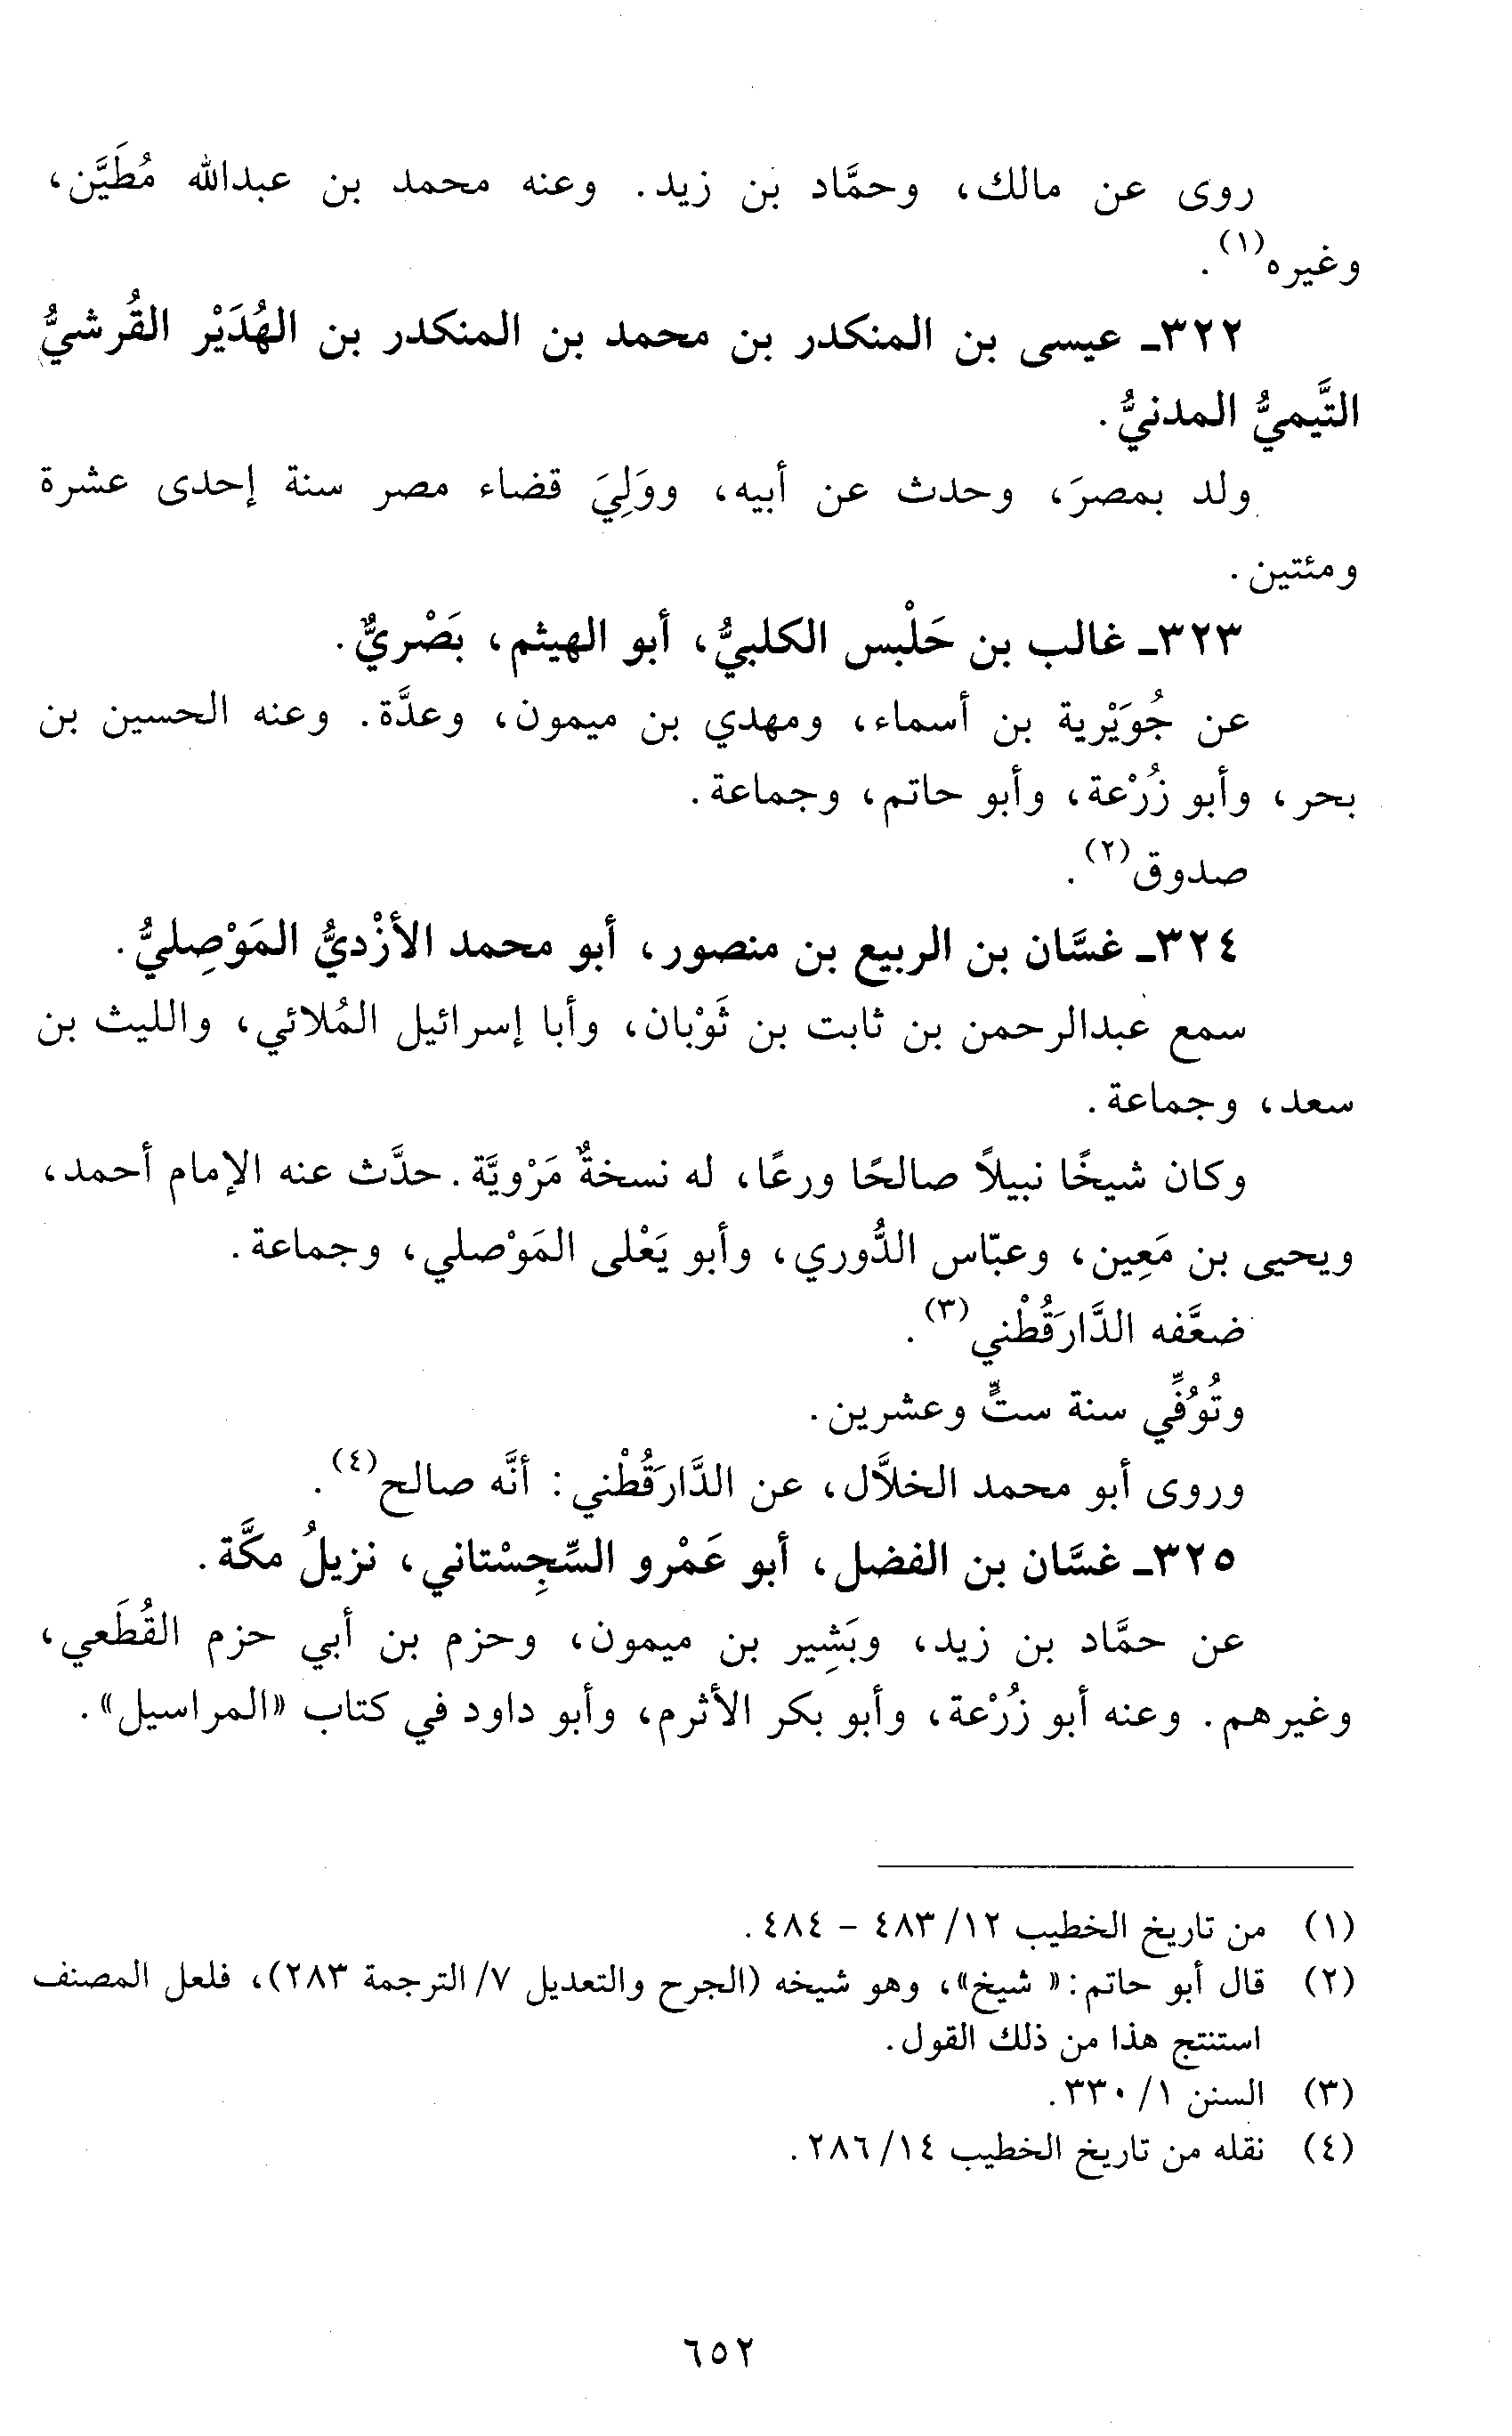 روى عن مالك، وحمَّاد بن زيد. وعنه محمد بن عبدالله مُطَيَّن،
وغيره(١).
٣٢٢ـ عيسى بن المنكدر بن محمد بن المنكدر بن الهُدَيْر القُرشيُّ
التَّيميُّ المدنيُّ.
ولد بمصرَ، وحدث عن أبيه، ووَلِيَ قضاء مصر سنة إحدى عشرة
ومئتين.
٣٢٣ـ غالب بن حَلْبس الكلبيُّ، أبو الهيثم، بَصْريٌّ.
عن جُوَيْرية بن أسماء، ومهدي بن ميمون، وعدَّة. وعنه الحسين بن
بحر، وأبو زُرْعة، وأبو حاتم، وجماعة.
صدوق(٢).
٣٢٤ـ غسَّان بن الربيع بن منصور، أبو محمد الأزْديُّ المَوْصِليُّ.
سمع عبدالرحمن بن ثابت بن ثَوْبان، وأبا إسرائيل المُلائي، والليث بن
سعد، وجماعة.
وكان شيخًا نبيلاً صالحًا ورعًا، له نسخةٌ مَرْويَّة. حدَّث عنه الإمام أحمد،
ويحيى بن مَعِين، وعبّاس الدُّوري، وأبو يَعْلى المَوْصلي، وجماعة.
ضعَّفه الدَّارَقُطْني(٣).
وتُوُفِّي سنة ستٍّ وعشرين.
وروى أبو محمد الخلاَّل، عن الدَّارَقُطْني: أنَّه صالح(٤).
٣٢٥ـ غسَّان بن الفضل، أبو عَمْرو السِّجِسْتاني، نزيلُ مكَّة.
عن حمَّاد بن زيد، وبَشِير بن ميمون، وحزم بن أبي حزم القُطَعي،
وغيرهم. وعنه أبو زُرْعة، وأبو بكر الأثرم، وأبو داود في كتاب «المراسيل».
(١) من تاريخ الخطيب ١٢/ ٤٨٣ - ٤٨٤.
(٢) قال أبو حاتم: «شيخ»، وهو شيخه (الجرح والتعديل ٧/ الترجمة ٢٨٣)، فلعل المصنف
استنتج هذا من ذلك القول.
(٣) السنن ١/ ٣٣٠.
(٤) نقله من تاريخ الخطيب ١٤/ ٢٨٦.
٦٥٢